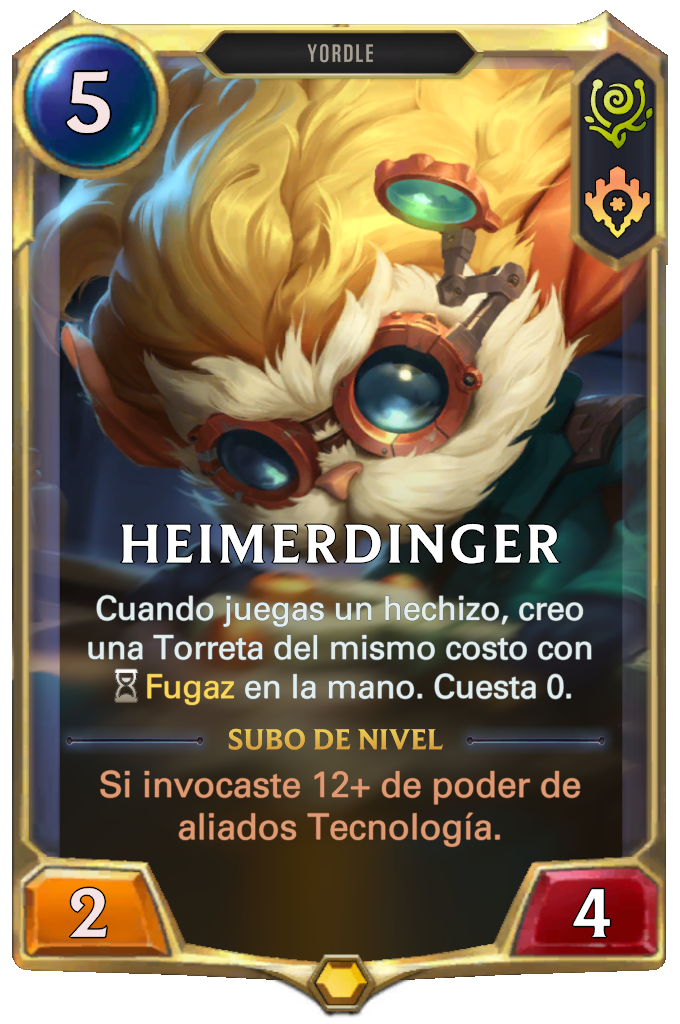 YORDLE
5
HEIMERDINGER
Cuando juegas un hechizo, creo
una Torreta del mismo costo con
Fugaz en la mano. Cuesta 0.
SUBO DE NIVEL
Si invocaste 12+ de poder de
aliados Tecnología.
2
4